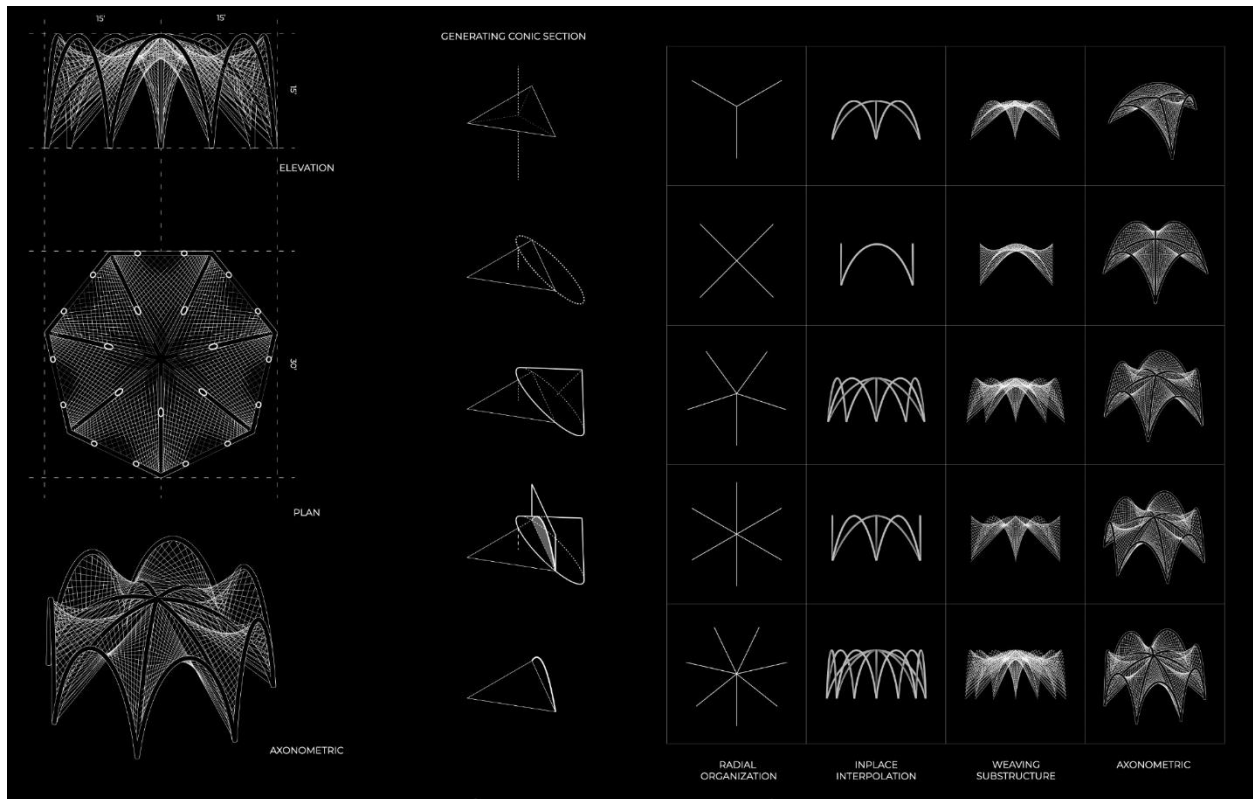 15'
15'
15'
ELEVATION
30'
PLAN
AXONOMETRIC
GENERATING CONIC SECTION
RADIAL
ORGANIZATION
INPLACE
INTERPOLATION
WEAVING
SUBSTRUCTURE
AXONOMETRIC